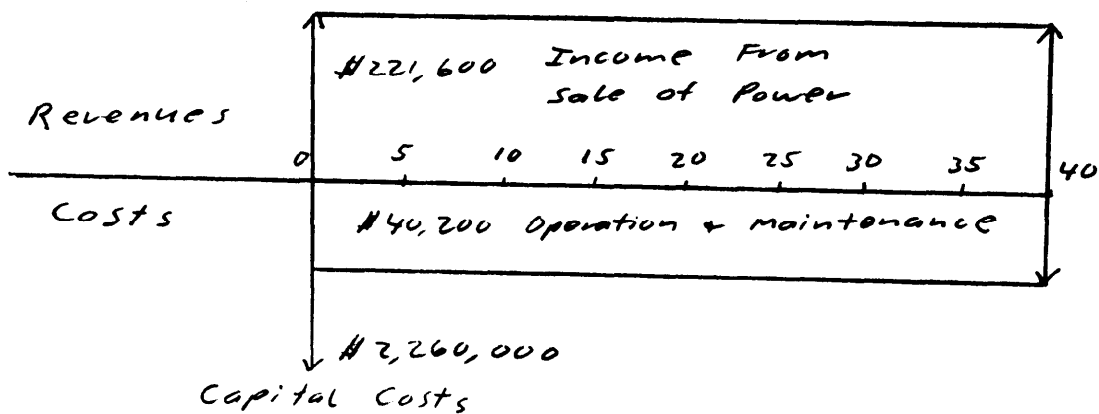 $221,600 Income From
Sale of Power
Revenues
0 5 10 15 20 25 30 35 40
Costs
$40,200 Operation + maintenance
$2,260,000
Capital Costs